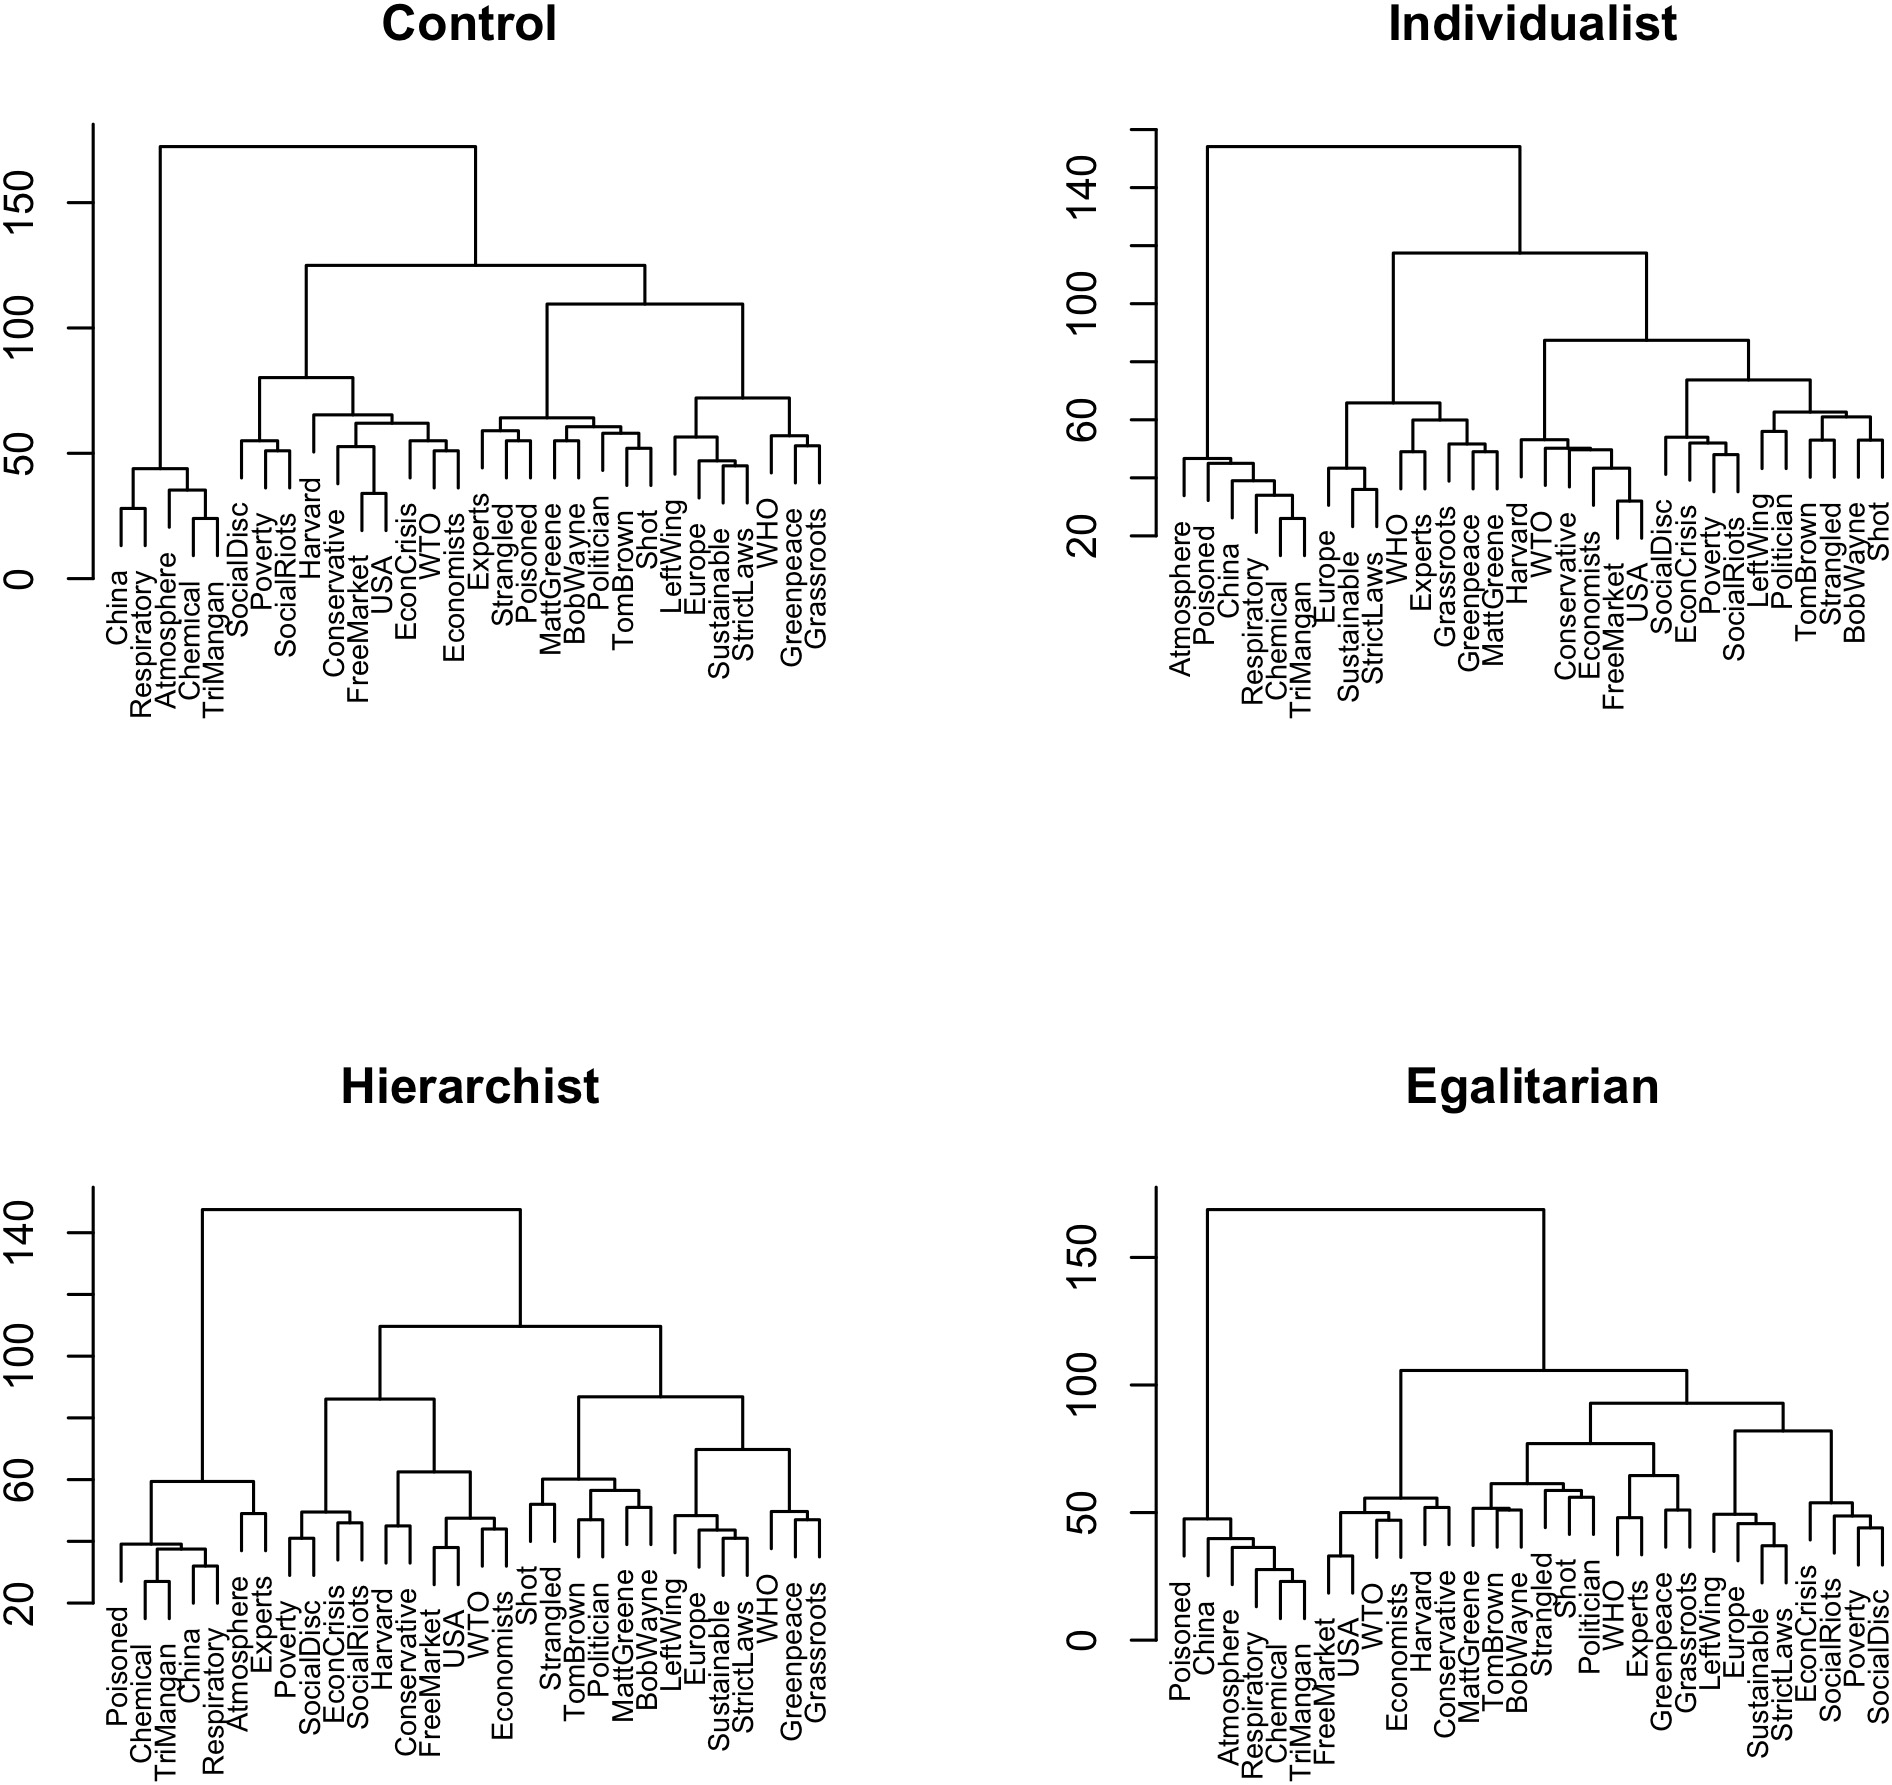 Control
150
100
50
0
China
Respiratory
Atmosphere
Chemical
TriMangan
SocialDisc
Poverty
SocialRiots
Harvard
Conservative
FreeMarket
USA
EconCrisis
WTO
Economists
Experts
Strangled
Poisoned
MattGreene
BobWayne
Politician
TomBrown
Shot
LeftWing
Europe
Sustainable
StrictLaws
WHO
Greenpeace
Grassroots
Individualist
140
100
60
20
Atmosphere
Poisoned
China
Respiratory
Chemical
TriMangan
Europe
Sustainable
StrictLaws
WHO
Experts
Grassroots
Greenpeace
MattGreene
Harvard
WTO
Conservative
Economists
FreeMarket
USA
SocialDisc
EconCrisis
Poverty
SocialRiots
LeftWing
Politician
TomBrown
Strangled
BobWayne
Shot
Hierarchist
140
100
60
20
Poisoned
Chemical
TriMangan
China
Respiratory
Atmosphere
Experts
Poverty
SocialDisc
EconCrisis
SocialRiots
Harvard
Conservative
FreeMarket
USA
WTO
Economists
Shot
Strangled
TomBrown
Politician
MattGreene
BobWayne
LeftWing
Europe
Sustainable
StrictLaws
WHO
Greenpeace
Grassroots
Egalitarian
150
100
50
0
Poisoned
China
Atmosphere
Respiratory
Chemical
TriMangan
FreeMarket
USA
WTO
Economists
Harvard
Conservative
MattGreene
TomBrown
BobWayne
Strangled
Shot
Politician
WHO
Experts
Greenpeace
Grassroots
LeftWing
Europe
Sustainable
StrictLaws
EconCrisis
SocialRiots
Poverty
SocialDisc